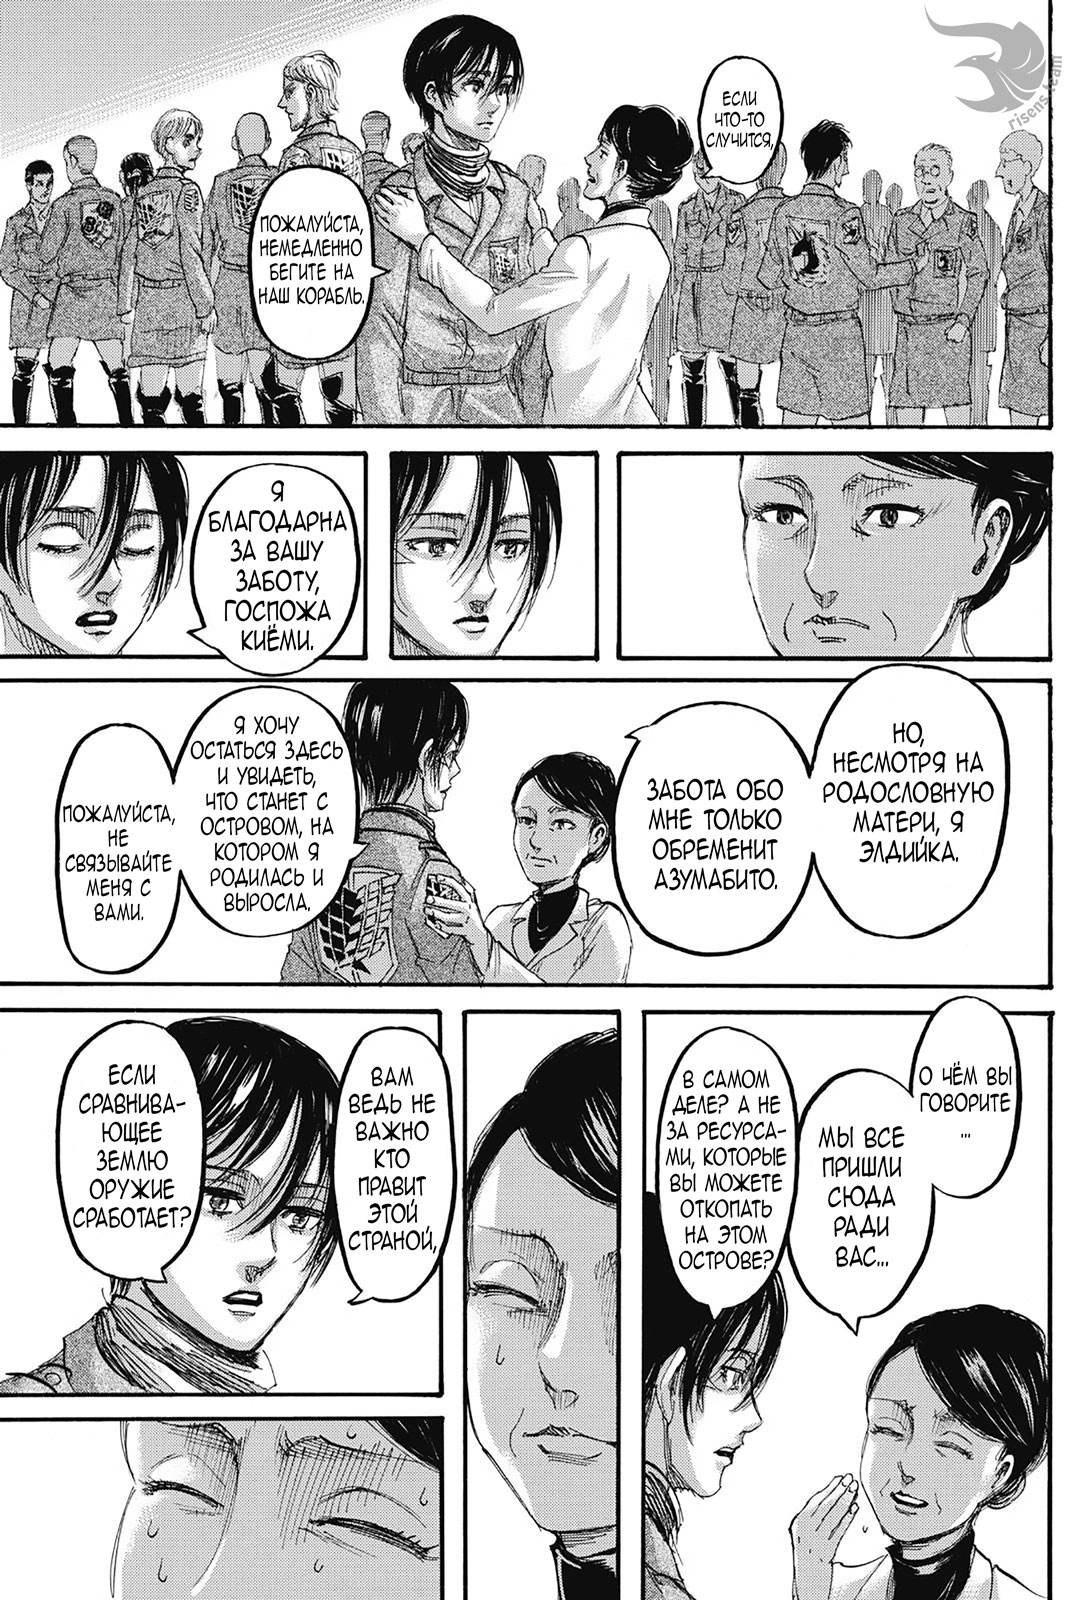 ЕСЛИ
ЧТО-ТО
СЛУЧИТСЯ,
ПОЖАЛУЙСТА,
НЕМЕДЛЕННО
БЕГИТЕ НА
НАШ КОРАБЛЬ.
risens.team
Я
БЛАГОДАРНА
ЗА ВАШУ
ЗАБОТУ,
ГОСПОЖА
КИЁМИ.
НО,
НЕСМОТРЯ НА
РОДОСЛОВНУЮ
МАТЕРИ, Я
ЭЛДИЙКА.
ЗАБОТА ОБО
МНЕ ТОЛЬКО
ОБРЕМЕНИТ
АЗУМАБИТО.
Я ХОЧУ
ОСТАТЬСЯ ЗДЕСЬ
И УВИДЕТЬ,
ЧТО СТАНЕТ С
ОСТРОВОМ, НА
КОТОРОМ Я
РОДИЛАСЬ И
ВЫРОСЛА.
ПОЖАЛУЙСТА,
НЕ
СВЯЗЫВАЙТЕ
МЕНЯ С
ВАМИ.
О ЧЁМ ВЫ
ГОВОРИТЕ
...
МЫ ВСЕ
ПРИШЛИ
СЮДА
РАДИ
ВАС...
В САМОМ
ДЕЛЕ? А НЕ
ЗА РЕСУРСА-
МИ, КОТОРЫЕ
ВЫ МОЖЕТЕ
ОТКОПАТЬ
НА ЭТОМ
ОСТРОВЕ?
ВАМ
ВЕДЬ НЕ
ВАЖНО
КТО
ПРАВИТ
ЭТОЙ
СТРАНОЙ,
ЕСЛИ
СРАВНИВА-
ЮЩЕЕ
ЗЕМЛЮ
ОРУЖИЕ
СРАБОТАЕТ?